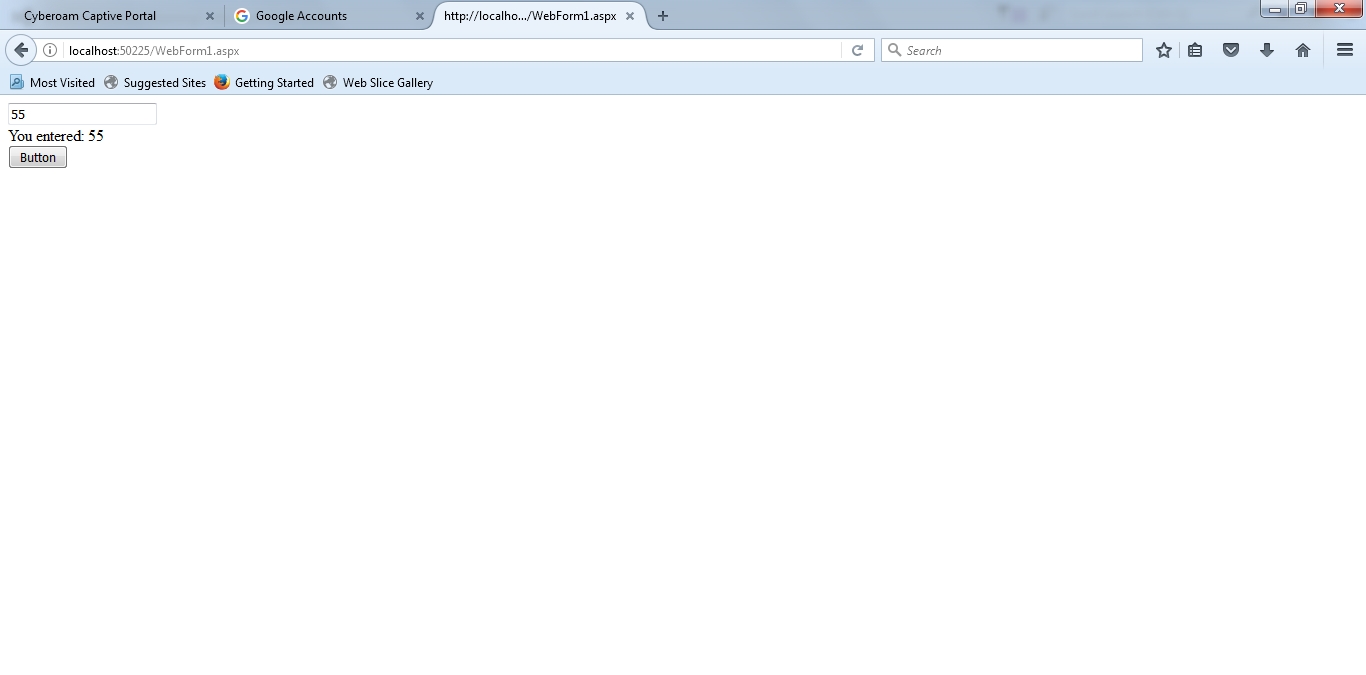 Cyberoam Captive Portal
Google Accounts
http://localho.../WebForm1.aspx
localhost:50225/WebForm1.aspx
Search
Most Visited
Suggested Sites
Getting Started
Web Slice Gallery
55
You entered: 55
Button